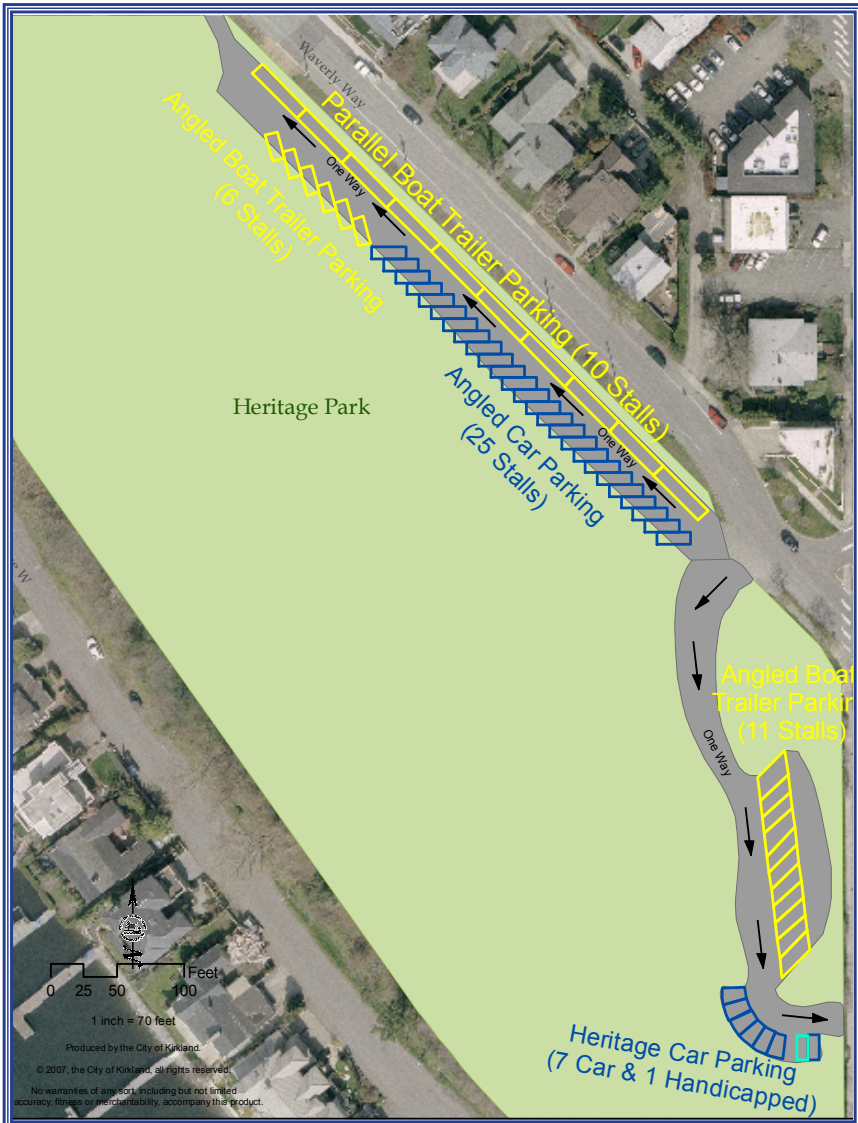 Waverly Way
Parallel Boat Trailer Parking (10 Stalls)
Angled Boat Trailer Parking
(6 Stalls)
One Way
Angled Car Parking
(25 Stalls)
One Way
Heritage Park
W
Angled Boat
Trailer Parkin
(11 Stalls)
One Way
Heritage Car Parking
(7 Car & 1 Handicapped)
Feet
0 25 50 100
1 inch = 70 feet
Produced by the City of Kirkland.
© 2007, the City of Kirkland, all rights reserved.
No warranties of any sort, including but not limited
accuracy, fitness or merchantability, accompany this product.